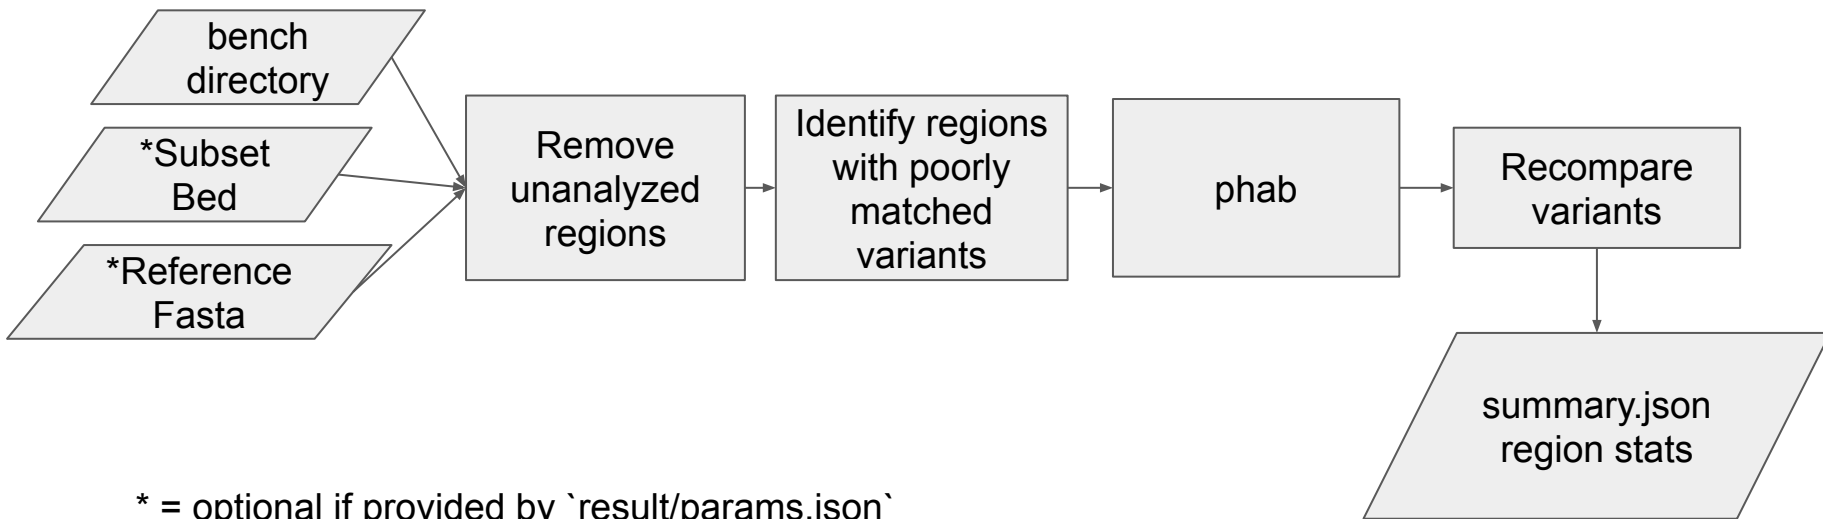 bench
directory
*Subset
Bed
*Reference
Fasta
Remove
unanalyzed
regions
Identify regions
with poorly
matched
variants
phab
Recompare
variants
summary.json
region stats
* = optional if provided by `result/params.json`